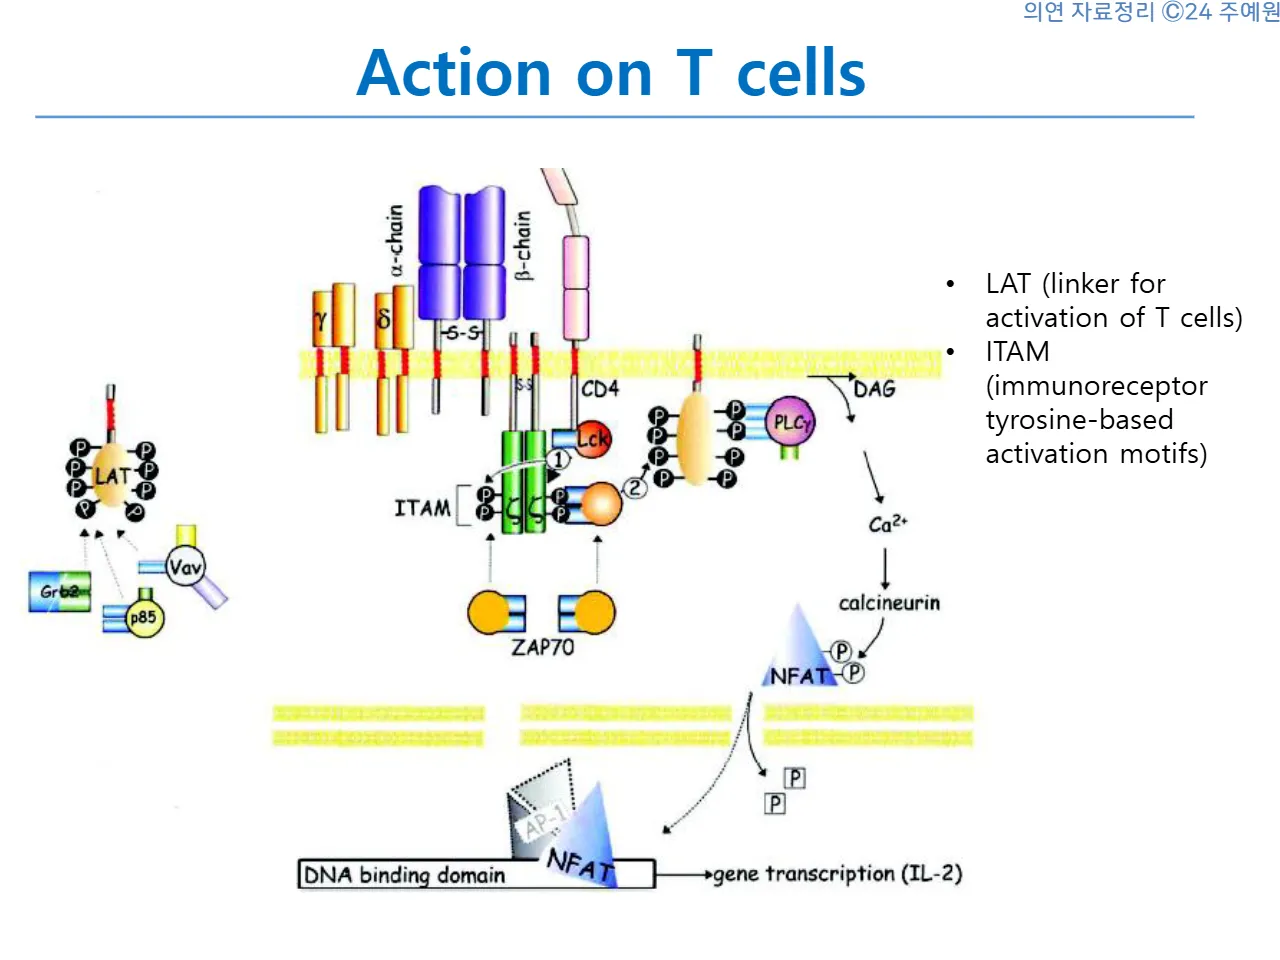 의연 자료정리 Ⓒ24 주예원
Action on T cells
α-chain
β-chain
γ
δ
S-S
S-S
CD4
DAG
PLCγ
Lck
1
2
P
P
P
P
P
P
P
P
LAT
P
P
P
P
P
P
P
P
ITAM
P
P
P
P
ζ
ζ
Ca2+
Vav
Grb2
p85
ZAP70
calcineurin
P
P
NFAT
P
P
AP-1
NFAT
DNA binding domain
gene transcription (IL-2)
• LAT (linker for
activation of T cells)
• ITAM
(immunoreceptor
tyrosine-based
activation motifs)